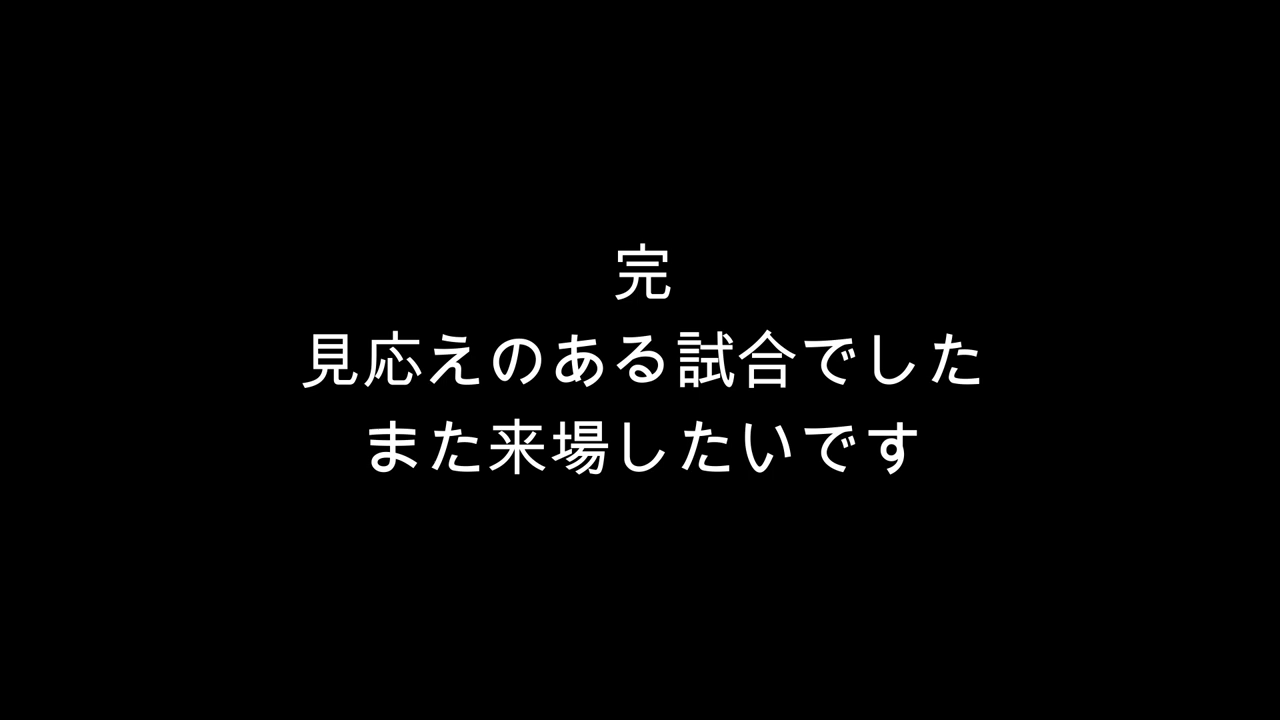 完
見応えのある試合でした
また来場したいです